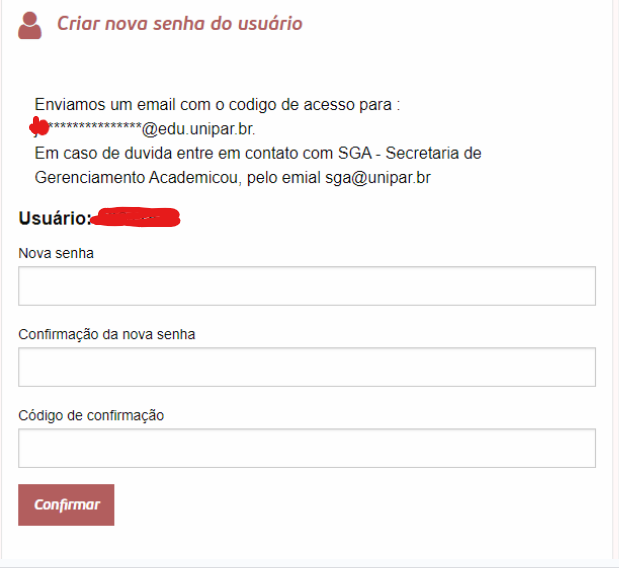 Criar nova senha do usuário
Enviamos um email com o codigo de acesso para :
***************@edu.unipar.br.
Em caso de duvida entre em contato com SGA - Secretaria de
Gerenciamento Academicou, pelo emial sga@unipar.br
Usuário:
Nova senha
Confirmação da nova senha
Código de confirmação
Confirmar